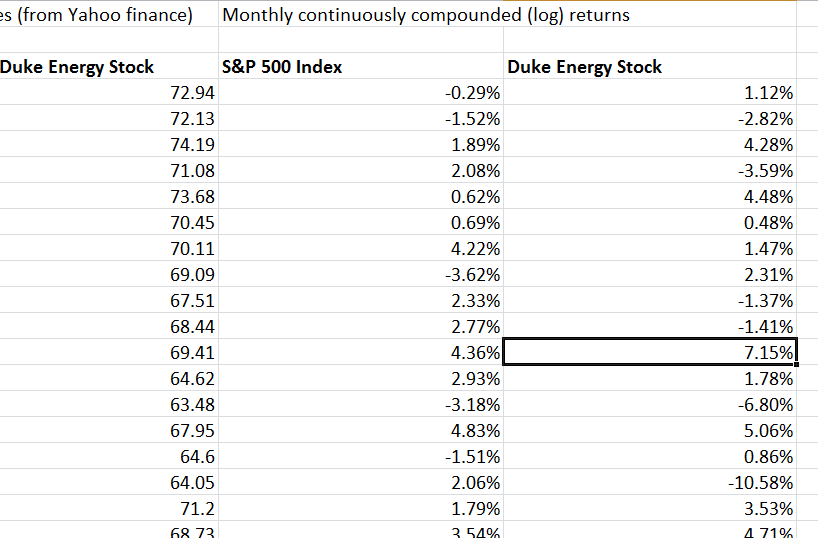 es (from Yahoo finance) Monthly continuously compounded (log) returns
Duke Energy Stock S&P 500 Index Duke Energy Stock
72.94 -0.29% 1.12%
72.13 -1.52% -2.82%
74.19 1.89% 4.28%
71.08 2.08% -3.59%
73.68 0.62% 4.48%
70.45 0.69% 0.48%
70.11 4.22% 1.47%
69.09 -3.62% 2.31%
67.51 2.33% -1.37%
68.44 2.77% -1.41%
69.41 4.36% 7.15%
64.62 2.93% 1.78%
63.48 -3.18% -6.80%
67.95 4.83% 5.06%
64.6 -1.51% 0.86%
64.05 2.06% -10.58%
71.2 1.79% 3.53%
68.73 3.54% 4.71%